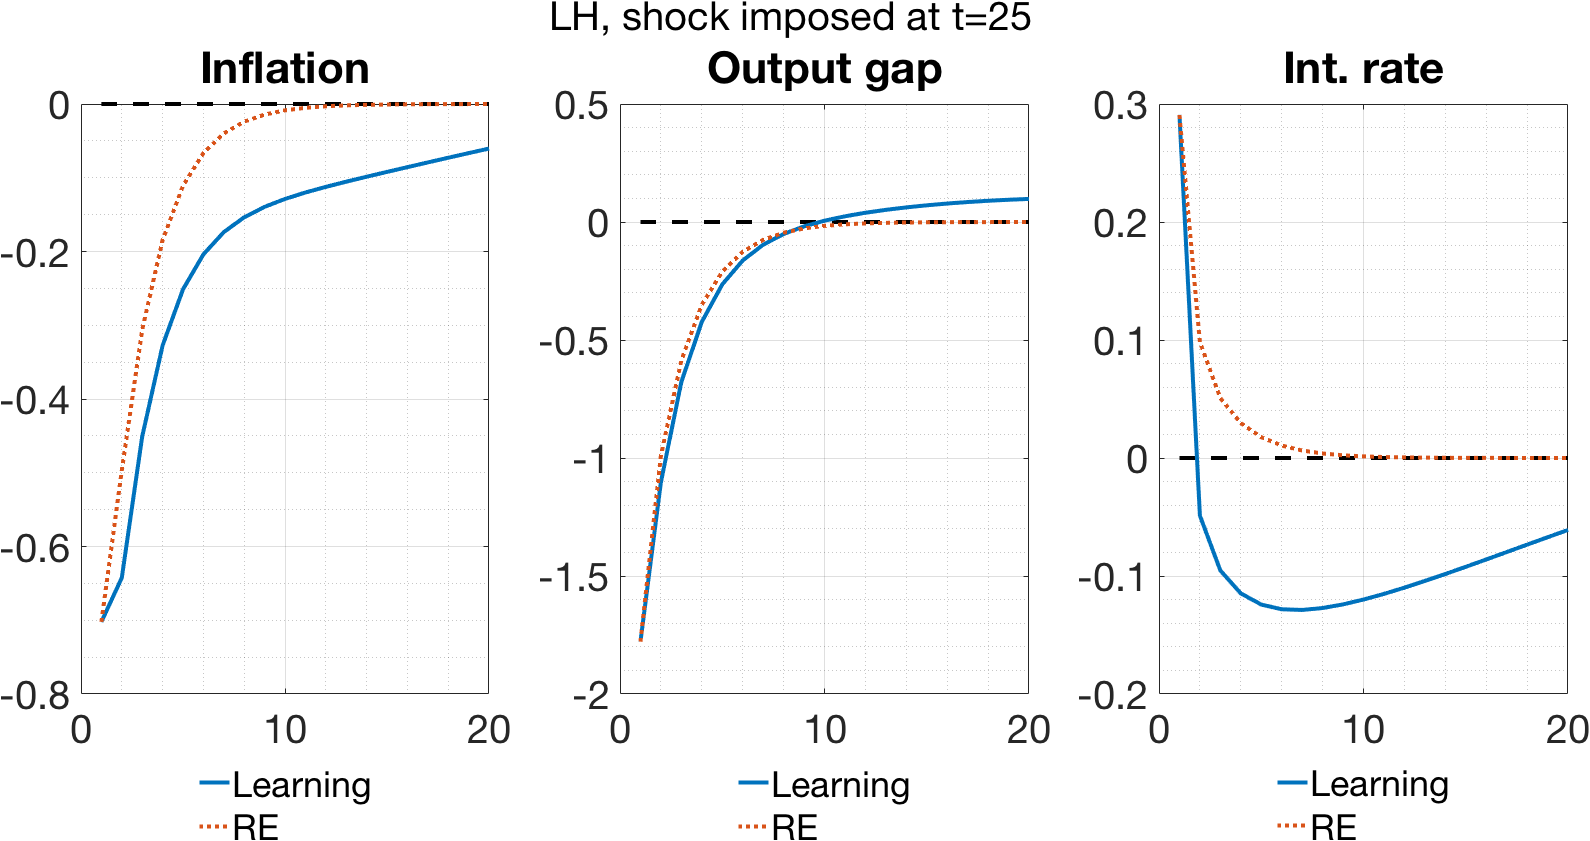 LH, shock imposed at t=25
Inflation
0
-0.2
-0.4
-0.6
-0.8
0 10 20
Learning
RE
Output gap
0.5
0
-0.5
-1
-1.5
-2
0 10 20
Learning
RE
Int. rate
0.3
0.2
0.1
0
-0.1
-0.2
0 10 20
Learning
RE